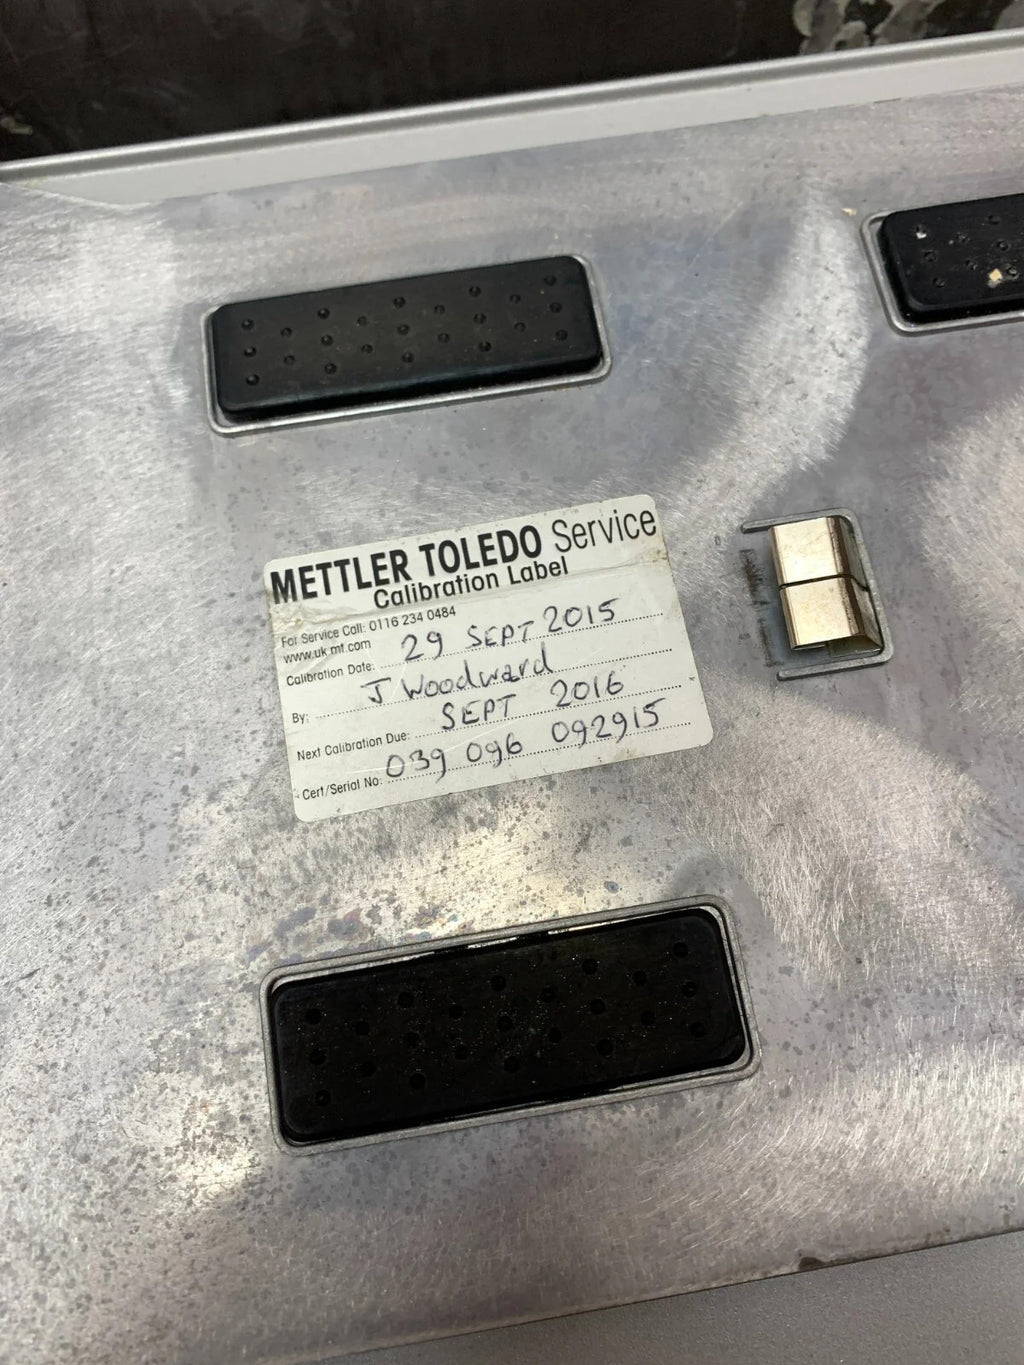 METTLER TOLEDO Service
Calibration Label
For Service Call: 0116 234 0484
www.uk.mt.com
Calibration Date: 29 SEPT 2015
By: J Woodward
Next Calibration Due: SEPT 2016
Cert/Serial No: 039 096 092915